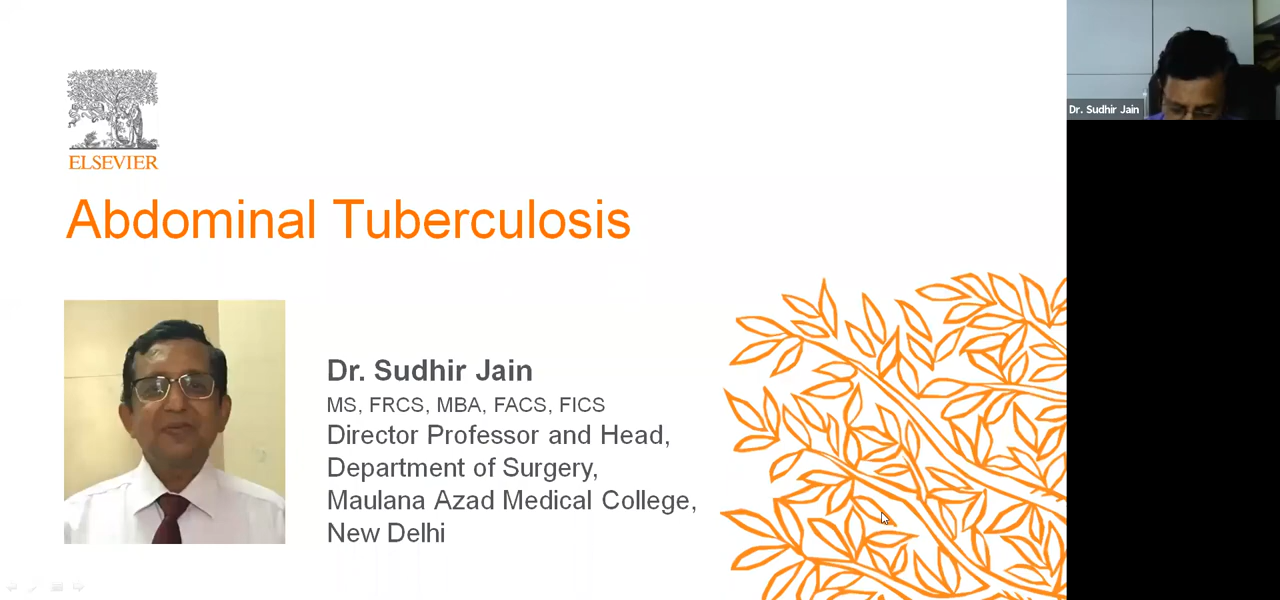 ELSEVIER
Abdominal Tuberculosis
Dr. Sudhir Jain
MS, FRCS, MBA, FACS, FICS
Director Professor and Head,
Department of Surgery,
Maulana Azad Medical College,
New Delhi
Dr. Sudhir Jain